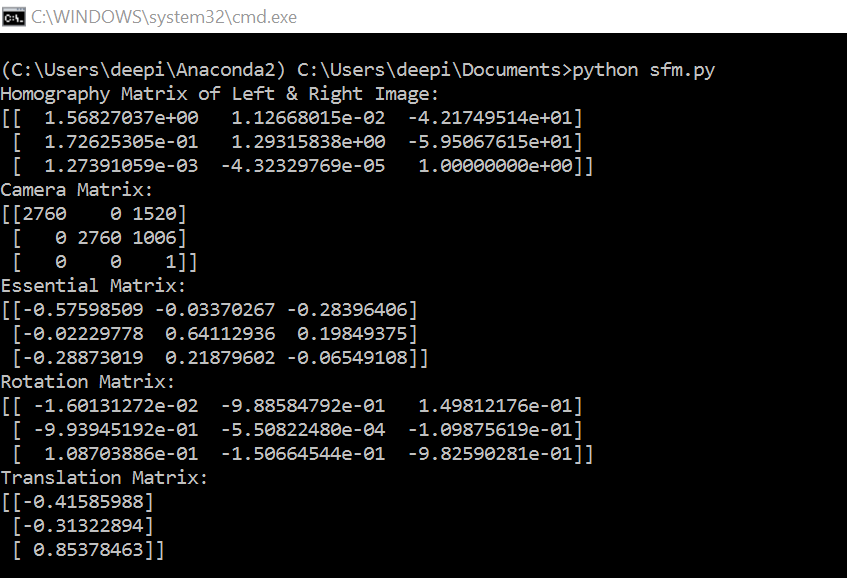 C:\WINDOWS\system32\cmd.exe
(C:\Users\deepi\Anaconda2) C:\Users\deepi\Documents>python sfm.py
Homography Matrix of Left & Right Image:
[[  1.56827037e+00   1.12668015e-02  -4.21749514e+01]
 [  1.72625305e-01   1.29315838e+00  -5.95067615e+01]
 [  1.27391059e-03  -4.32329769e-05   1.00000000e+00]]
Camera Matrix:
[[2760    0 1520]
 [   0 2760 1006]
 [   0    0    1]]
Essential Matrix:
[[-0.57598509 -0.03370267 -0.28396406]
 [-0.02229778  0.64112936  0.19849375]
 [-0.28873019  0.21879602 -0.06549108]]
Rotation Matrix:
[[ -1.60131272e-02  -9.88584792e-01   1.49812176e-01]
 [ -9.93945192e-01  -5.50822480e-04  -1.09875619e-01]
 [  1.08703886e-01  -1.50664544e-01  -9.82590281e-01]]
Translation Matrix:
[[-0.41585988]
 [-0.31322894]
 [ 0.85378463]]